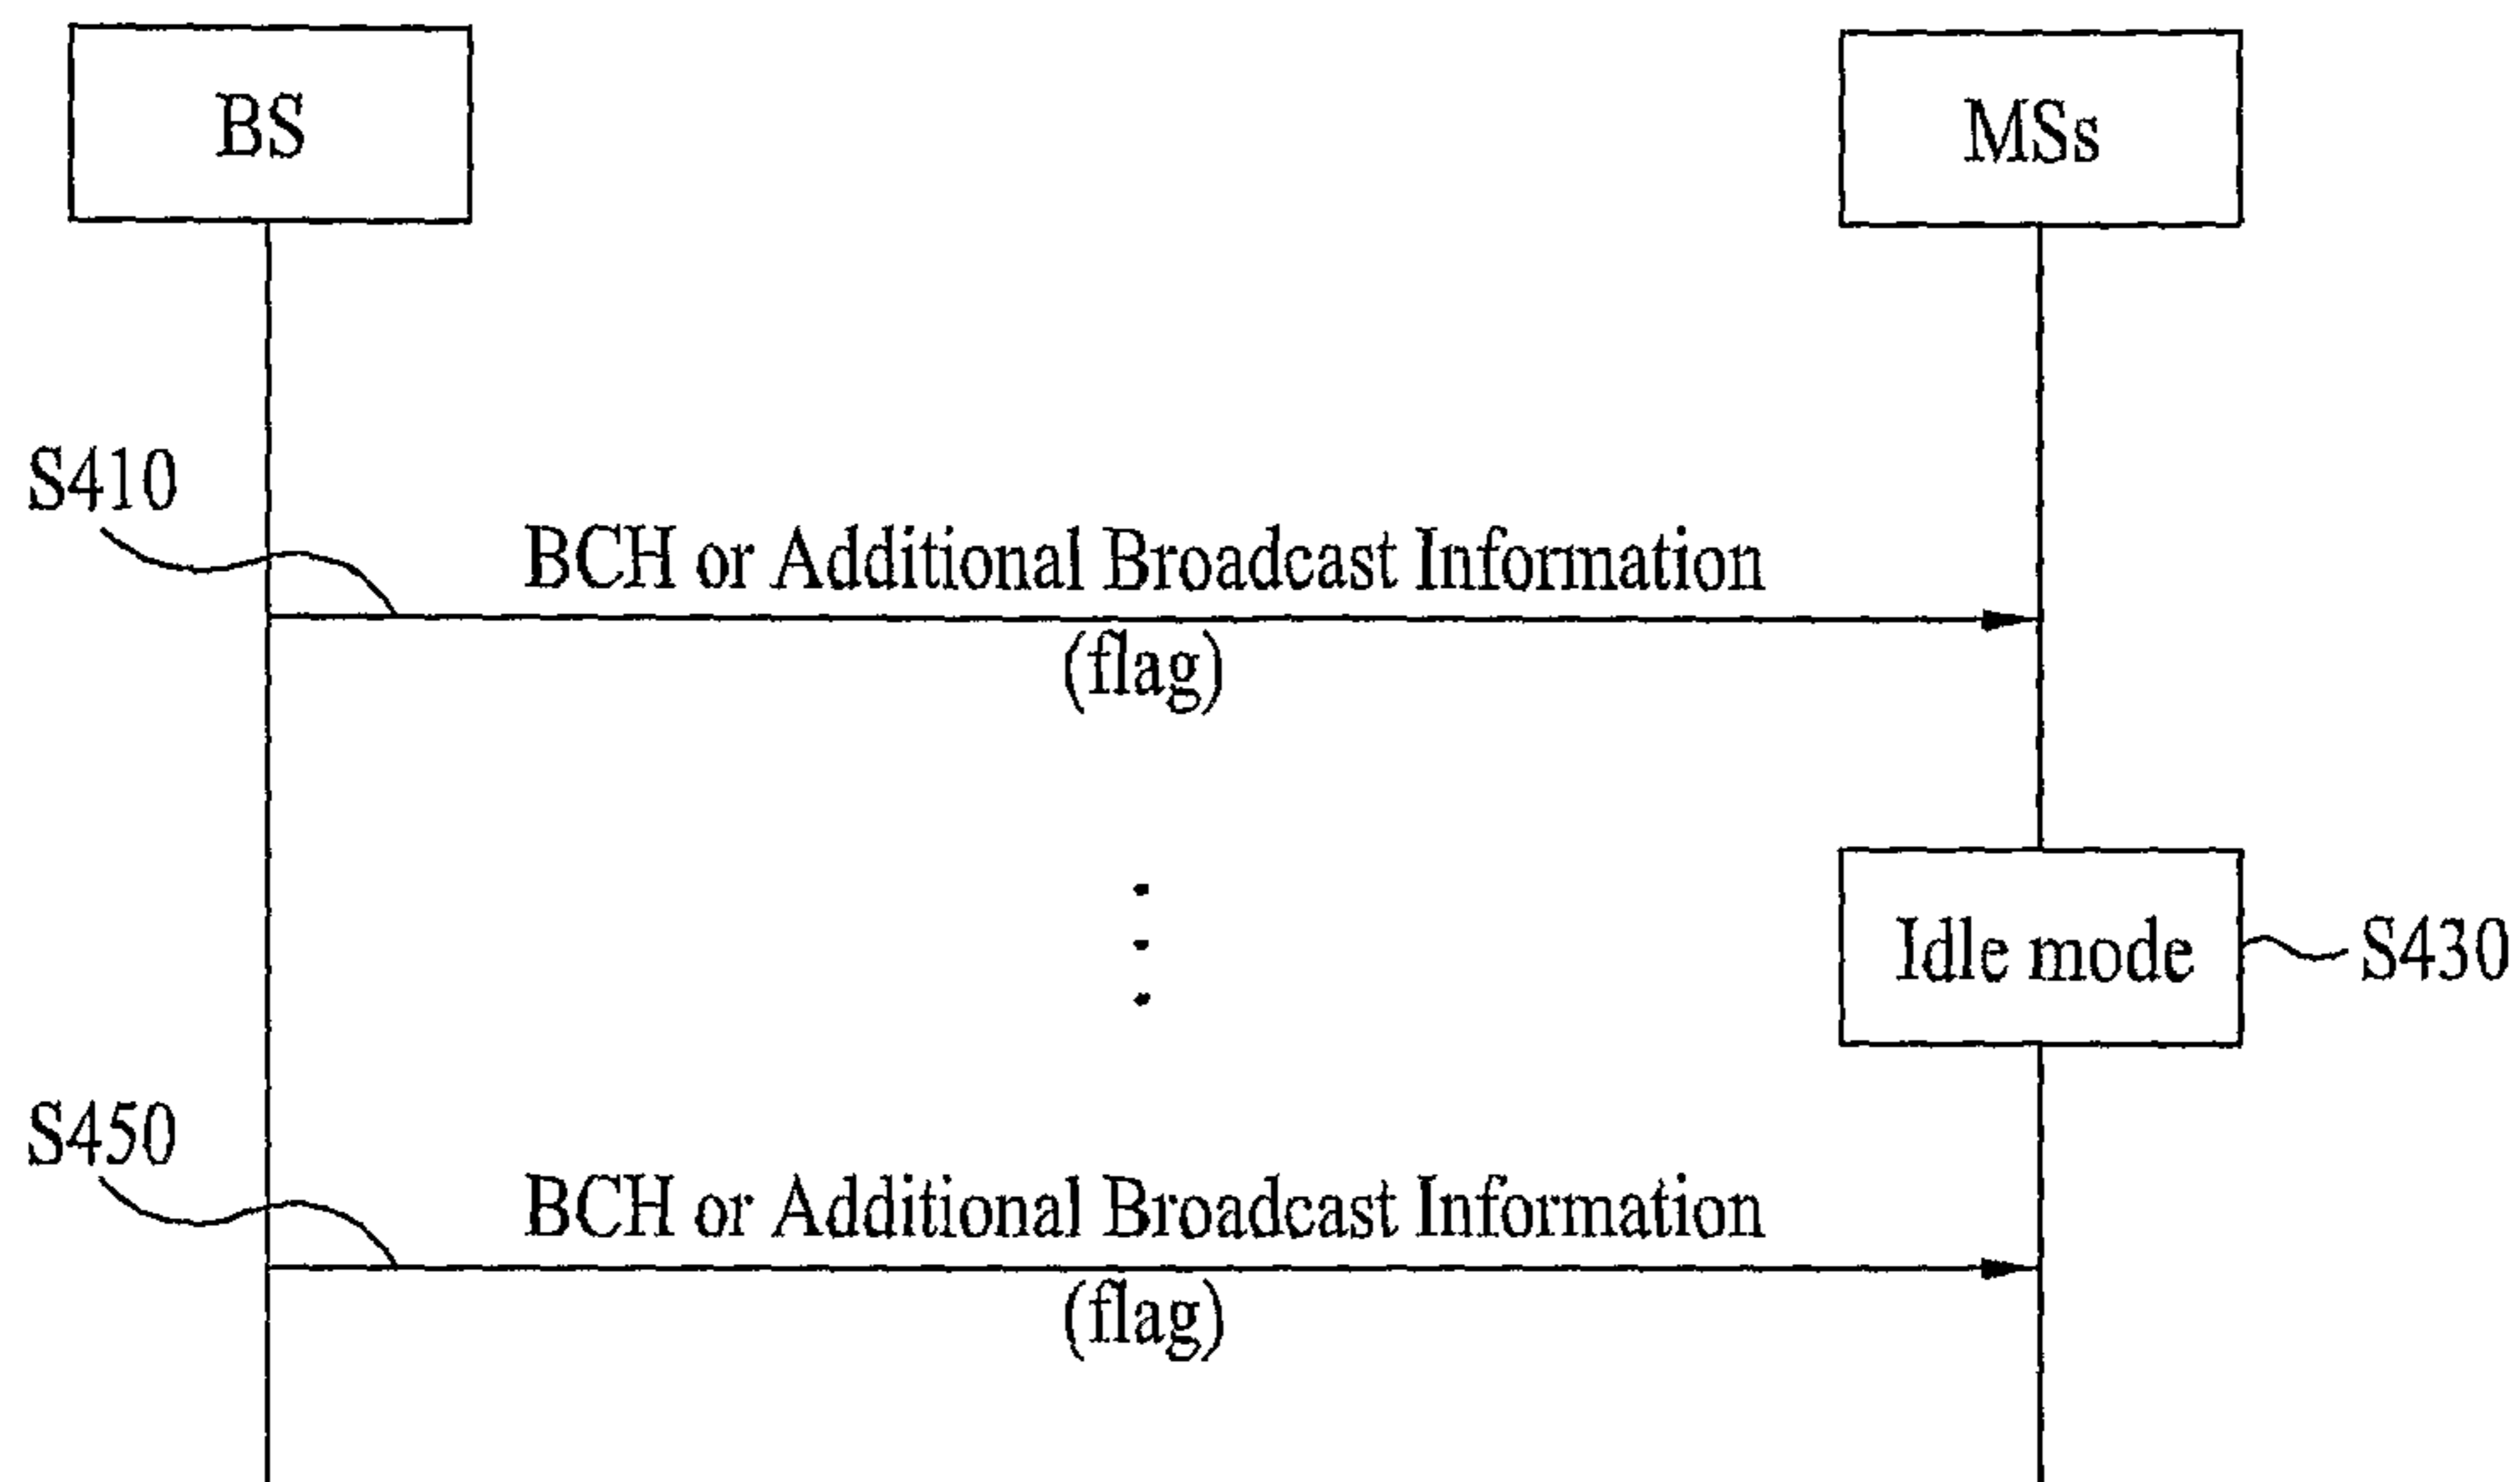 BS
MSs
S410
BCH or Additional Broadcast Information
(flag)
Idle mode
S430
S450
BCH or Additional Broadcast Information
(flag)